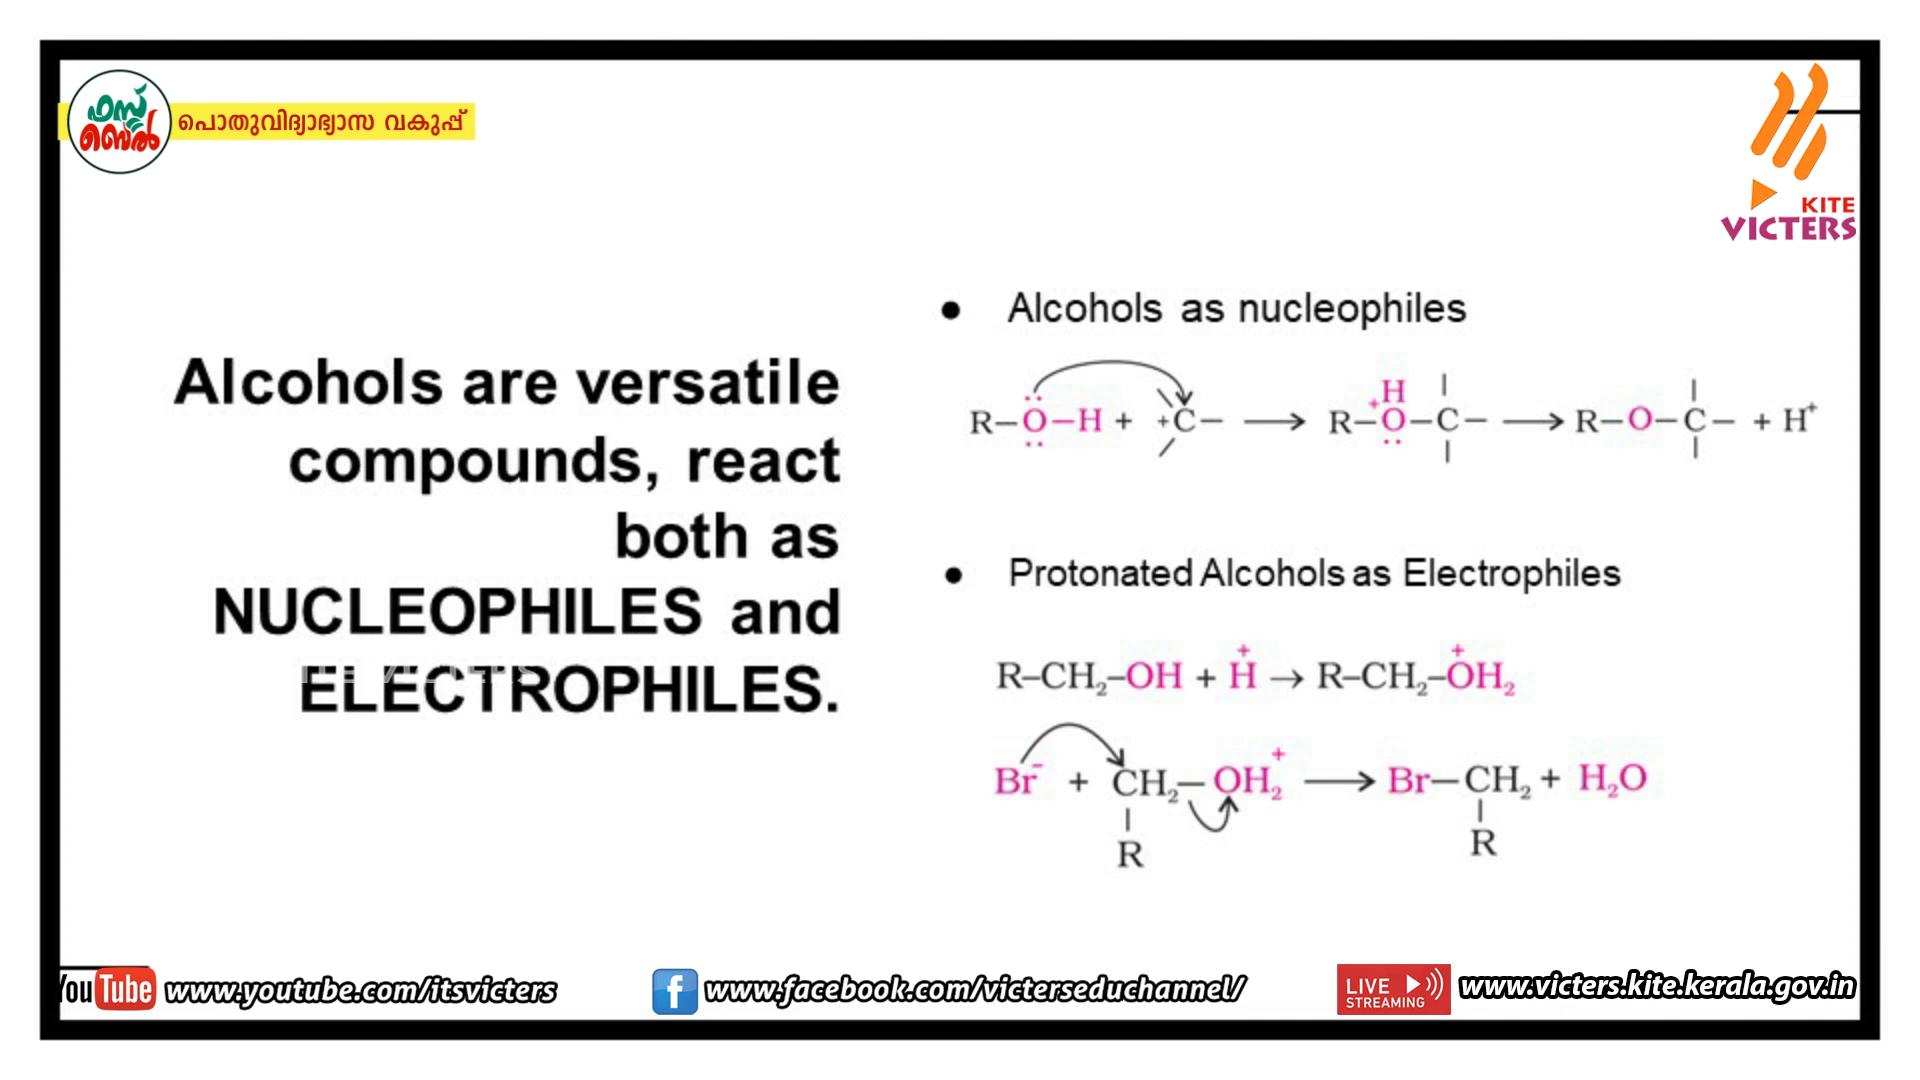 ഫസ്റ്റ്
ബെൽ
പൊതുവിദ്യാഭ്യാസ വകുപ്പ്
KITE
VICTERS
Alcohols are versatile
compounds, react
both as
NUCLEOPHILES and
ELECTROPHILES.
● Alcohols as nucleophiles
R–O–H + +C– → R–O⁺(H)–C– → R–O–C– + H⁺
● Protonated Alcohols as Electrophiles
R–CH₂–OH + H⁺ → R–CH₂–O⁺H₂
Br⁻ + CH₂–OH₂⁺ → Br–CH₂ + H₂O
R R
YouTube www.youtube.com/itsvicters
f www.facebook.com/victerseduchannel/
LIVE
STREAMING
www.victers.kite.kerala.gov.in